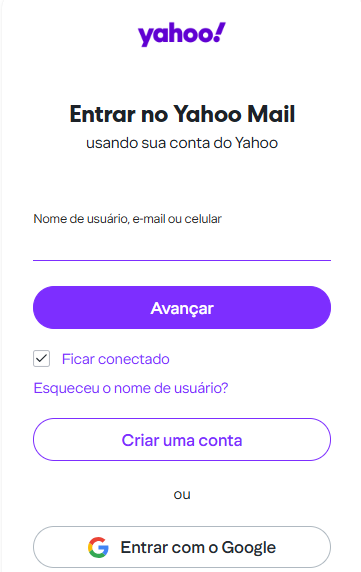 yahoo!
Entrar no Yahoo Mail
usando sua conta do Yahoo
Nome de usuário, e-mail ou celular
Avançar
Ficar conectado
Esqueceu o nome de usuário?
Criar uma conta
ou
Entrar com o Google